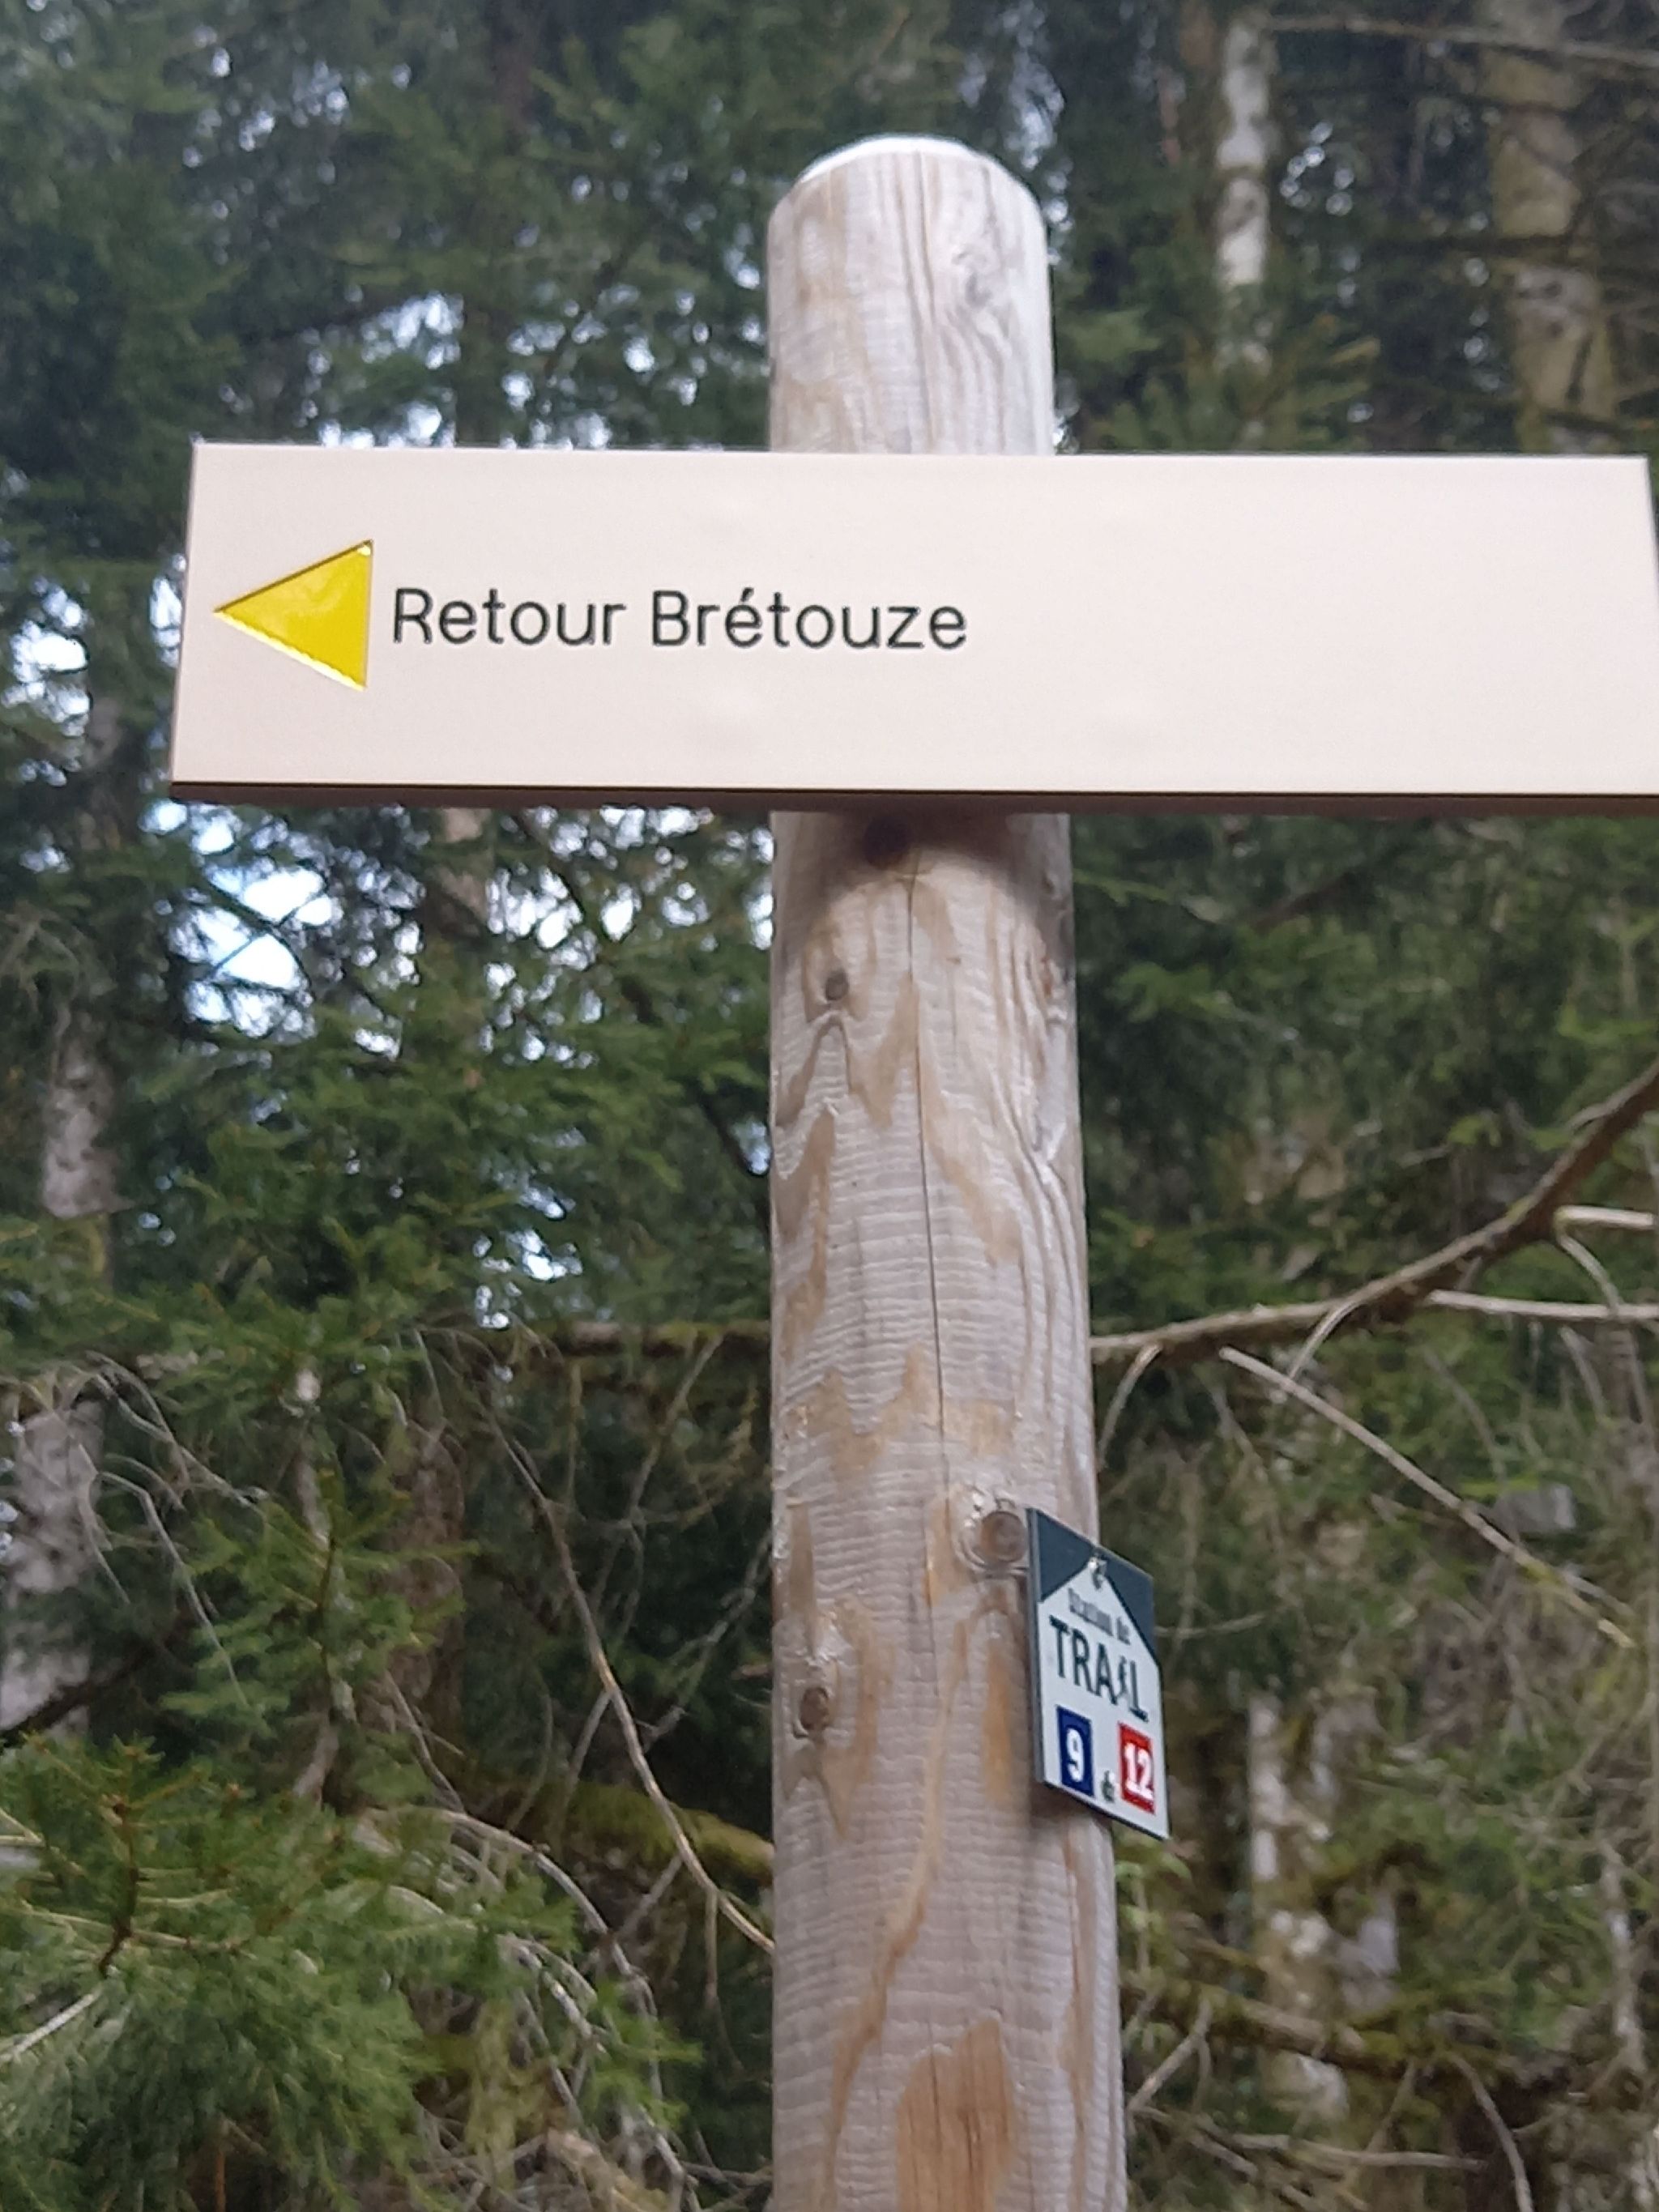 Retour Brétouze
Station de
TRAIL
9 12